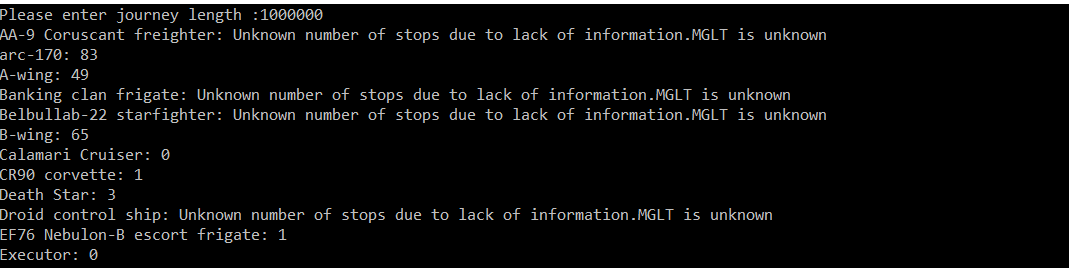 Please enter journey length :1000000
AA-9 Coruscant freighter: Unknown number of stops due to lack of information.MGLT is unknown
arc-170: 83
A-wing: 49
Banking clan frigate: Unknown number of stops due to lack of information.MGLT is unknown
Belbullab-22 starfighter: Unknown number of stops due to lack of information.MGLT is unknown
B-wing: 65
Calamari Cruiser: 0
CR90 corvette: 1
Death Star: 3
Droid control ship: Unknown number of stops due to lack of information.MGLT is unknown
EF76 Nebulon-B escort frigate: 1
Executor: 0